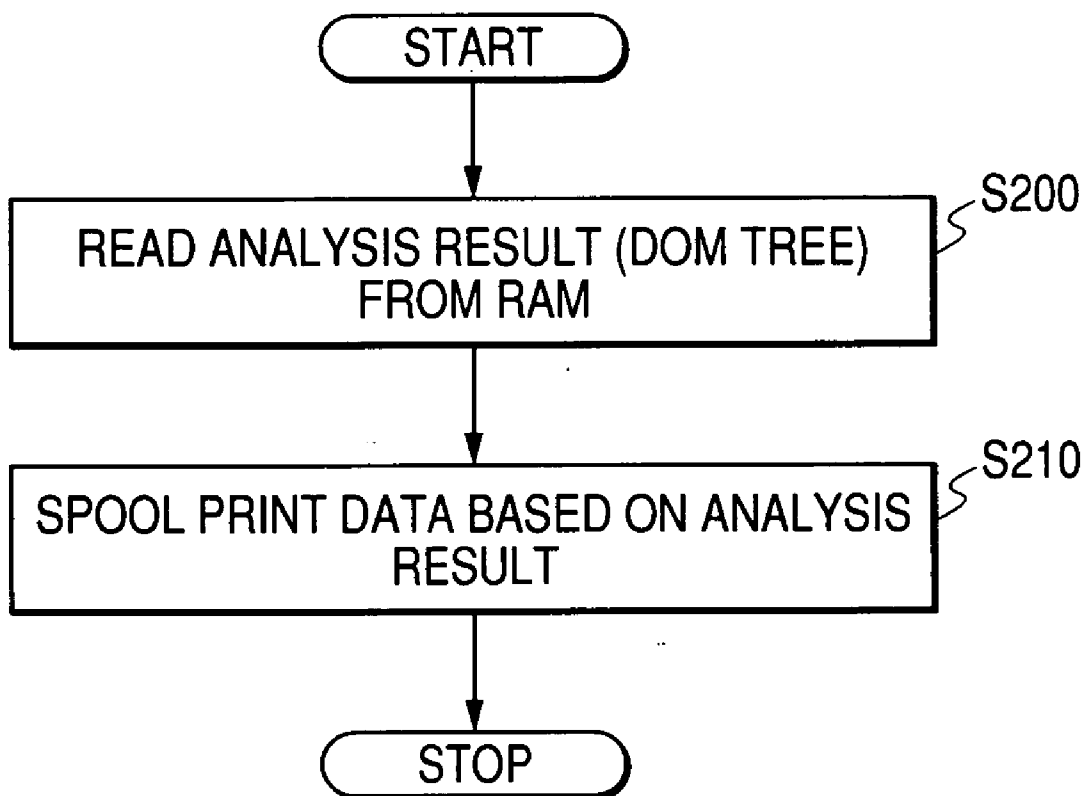 START
S200
READ ANALYSIS RESULT (DOM TREE)
FROM RAM
S210
SPOOL PRINT DATA BASED ON ANALYSIS
RESULT
STOP